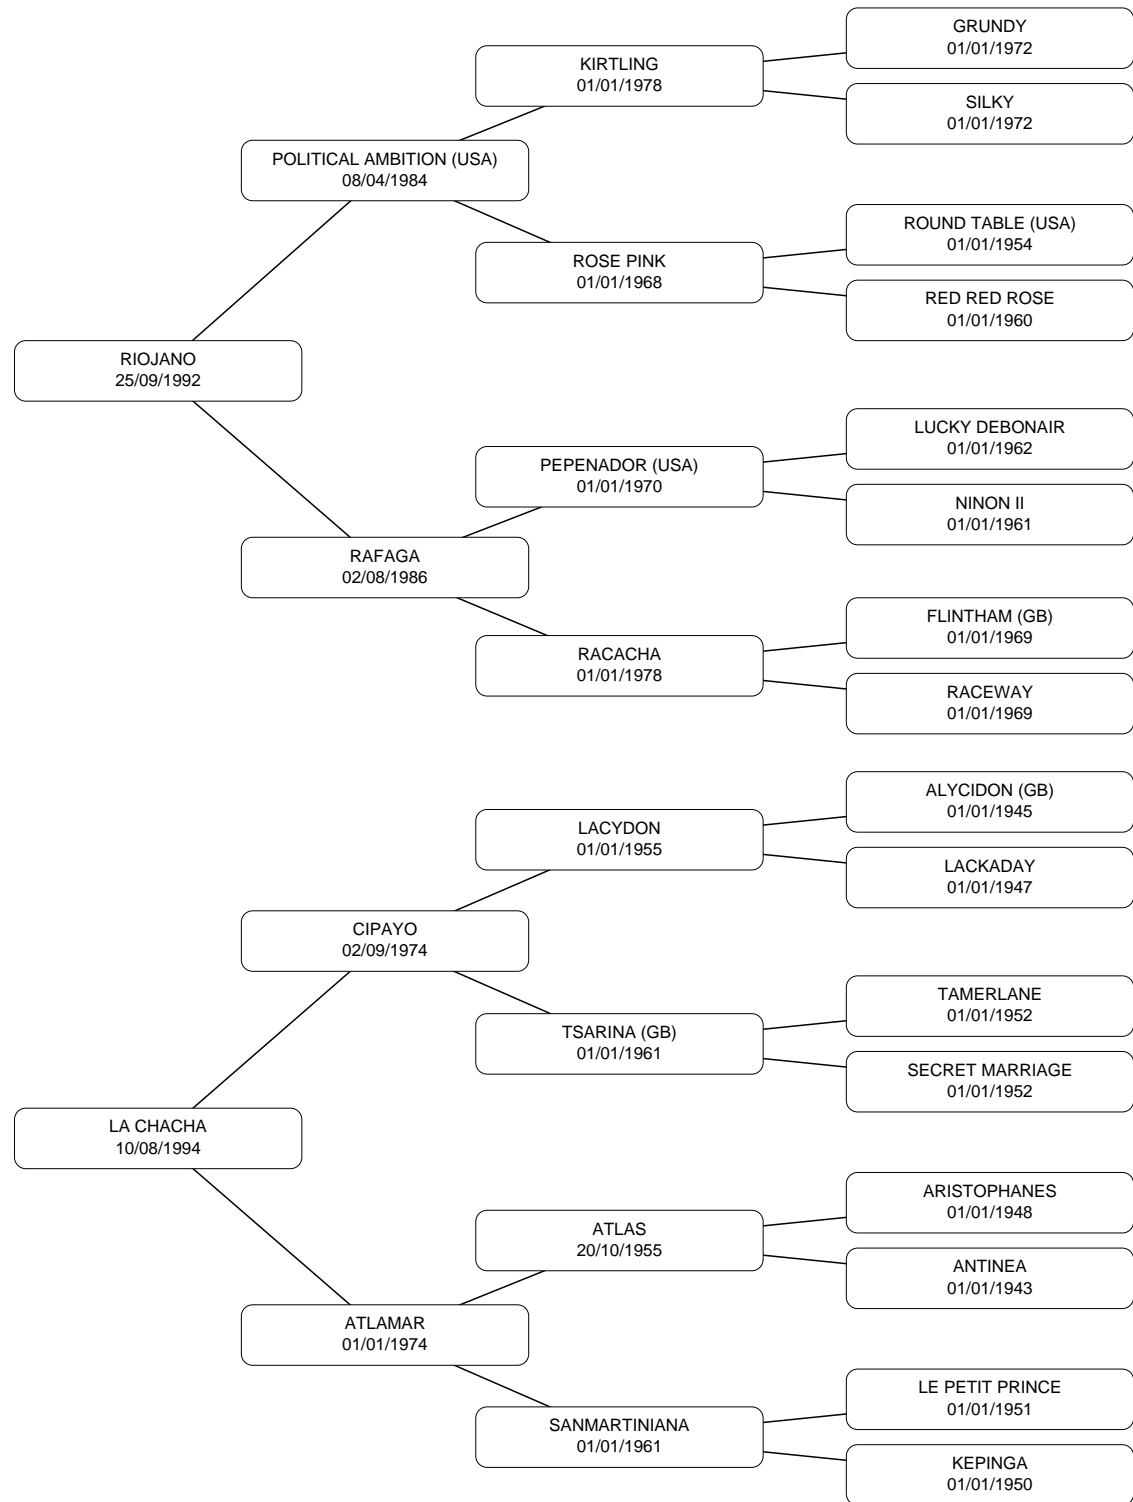 GRUNDY
01/01/1972
KIRTLING
01/01/1978
SILKY
01/01/1972
POLITICAL AMBITION (USA)
08/04/1984
ROUND TABLE (USA)
01/01/1954
ROSE PINK
01/01/1968
RED RED ROSE
01/01/1960
RIOJANO
25/09/1992
LUCKY DEBONAIR
01/01/1962
PEPENADOR (USA)
01/01/1970
NINON II
01/01/1961
RAFAGA
02/08/1986
FLINTHAM (GB)
01/01/1969
RACACHA
01/01/1978
RACEWAY
01/01/1969
ALYCIDON (GB)
01/01/1945
LACYDON
01/01/1955
LACKADAY
01/01/1947
CIPAYO
02/09/1974
TAMERLANE
01/01/1952
TSARINA (GB)
01/01/1961
SECRET MARRIAGE
01/01/1952
LA CHACHA
10/08/1994
ARISTOPHANES
01/01/1948
ATLAS
20/10/1955
ANTINEA
01/01/1943
ATLAMAR
01/01/1974
LE PETIT PRINCE
01/01/1951
SANMARTINIANA
01/01/1961
KEPINGA
01/01/1950